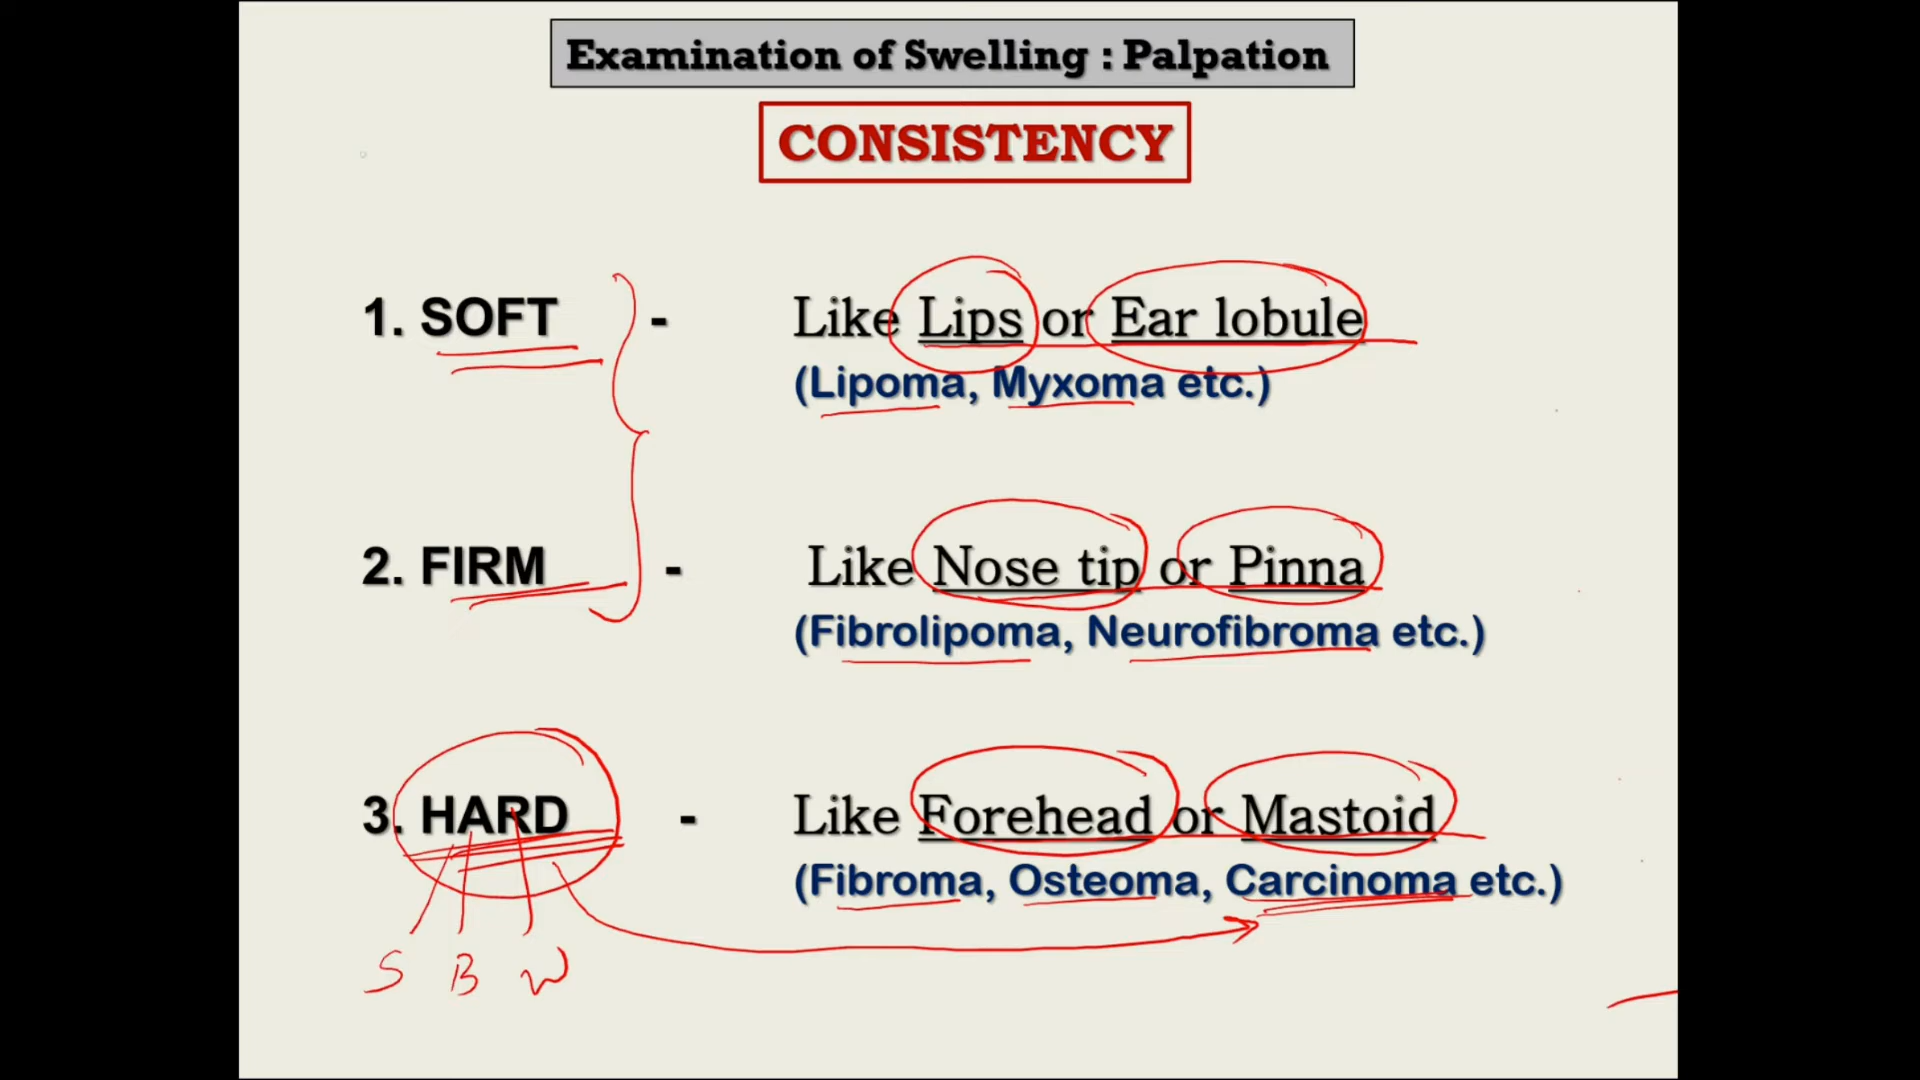 Examination of Swelling : Palpation
CONSISTENCY
1. SOFT - Like Lips or Ear lobule
(Lipoma, Myxoma etc.)
2. FIRM - Like Nose tip or Pinna
(Fibrolipoma, Neurofibroma etc.)
3. HARD - Like Forehead or Mastoid
(Fibroma, Osteoma, Carcinoma etc.)
S B W